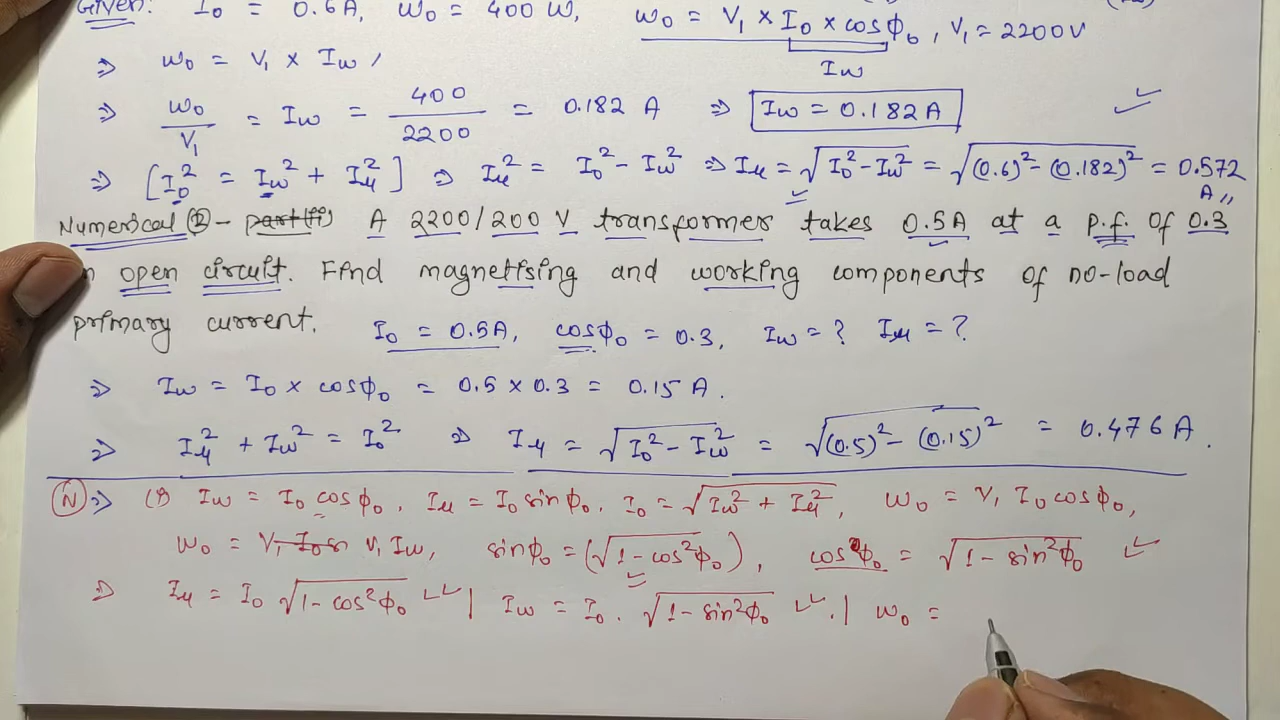 Given: I₀ = 0.6A, W₀ = 400 W, W₀ = V₁ × I₀ × cosϕ₀, V₁ = 2200V
⇒ W₀ = V₁ × Iw,
Iw
⇒ W₀/V₁ = Iw = 400/2200 = 0.182 A ⇒ Iw = 0.182A
⇒ [I₀² = Iw² + Iμ²] ⇒ Iμ² = I₀² - Iw² ⇒ Iμ = √(I₀² - Iw²) = √((0.6)² - (0.182)²) = 0.572 A,,
Numerical (2) - part(ii) A 2200/200 V transformer takes 0.5A at a p.f. of 0.3
open circuit. Find magnetising and working components of no-load
primary current. I₀ = 0.5A, cosϕ₀ = 0.3, Iw = ? Iμ = ?
⇒ Iw = I₀ × cosϕ₀ = 0.5 × 0.3 = 0.15 A.
⇒ Iμ² + Iw² = I₀² ⇒ Iμ = √(I₀² - Iw²) = √((0.5)² - (0.15)²) = 0.476 A.
(N) ⇒ Iw = I₀ cosϕ₀, Iμ = I₀ sinϕ₀. I₀ = √(Iw² + Iμ²), W₀ = V₁ I₀ cosϕ₀,
W₀ = V₁ Iw, sinϕ₀ = (√(1 - cos²ϕ₀)), cosϕ₀ = √(1 - sin²ϕ₀)
⇒ Iμ = I₀ √(1 - cos²ϕ₀) | Iw = I₀ . √(1 - sin²ϕ₀) . | W₀ =